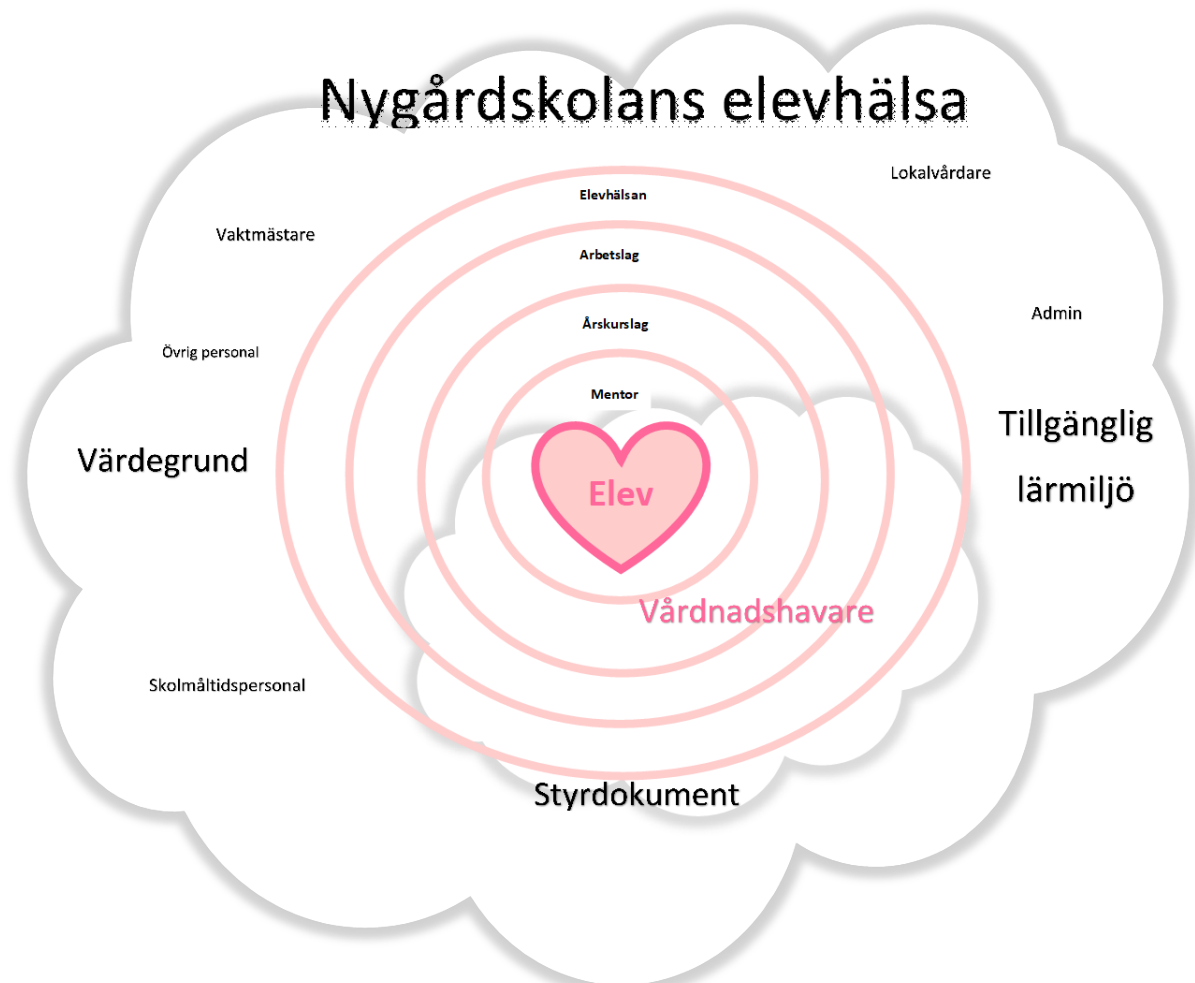 Nygårdskolans elevhälsa
Lokalvårdare
Elevhälsan
Vaktmästare
Arbetslag
Admin
Årskurslag
Övrig personal
Mentor
Tillgänglig
lärmiljö
Värdegrund
Elev
Vårdnadshavare
Skolmåltidspersonal
Styrdokument